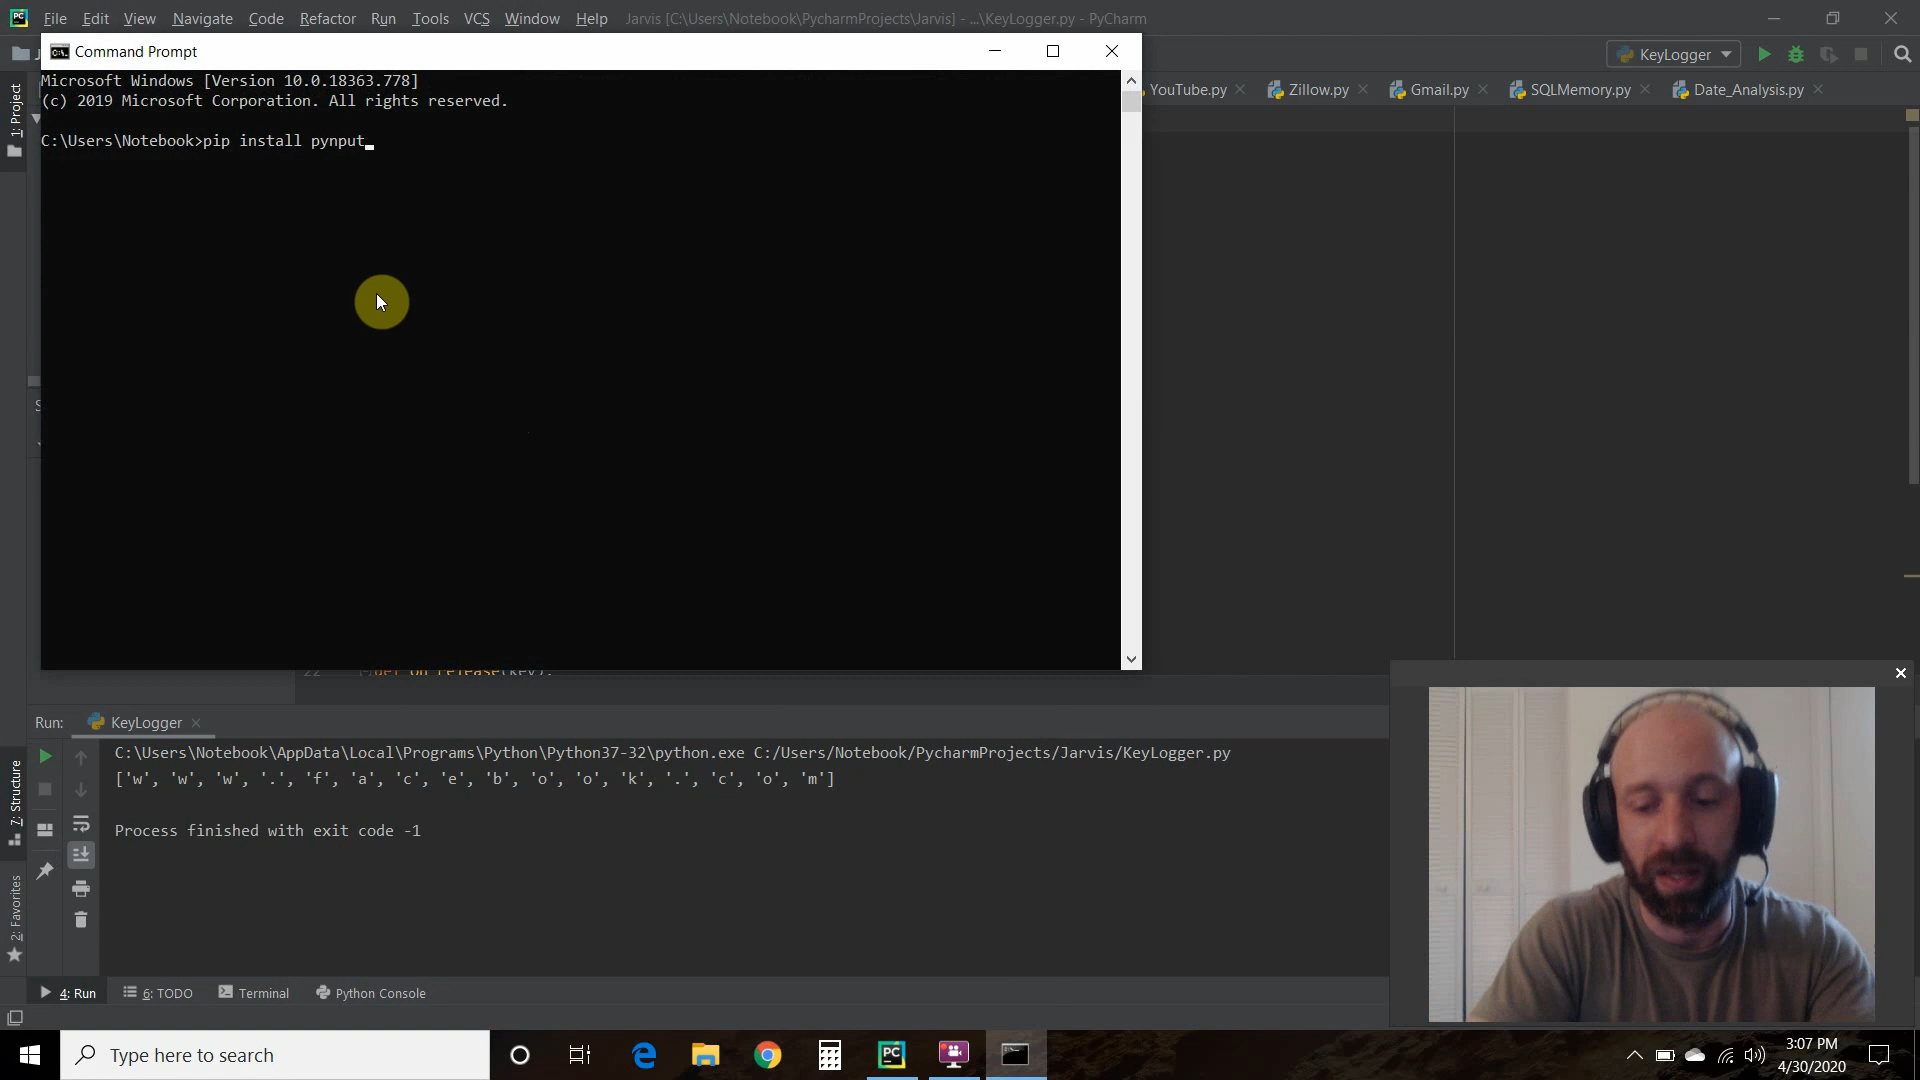 File Edit View Navigate Code Refactor Run Tools VCS Window Help Jarvis [C:\Users\Notebook\PycharmProjects\Jarvis] - ...\KeyLogger.py - PyCharm
Command Prompt
KeyLogger
Microsoft Windows [Version 10.0.18363.778]
(c) 2019 Microsoft Corporation. All rights reserved.
YouTube.py Zillow.py Gmail.py SQLMemory.py Date_Analysis.py
1: Project
C:\Users\Notebook>pip install pynput
22 def on_release(key):
Run: KeyLogger
C:\Users\Notebook\AppData\Local\Programs\Python\Python37-32\python.exe C:/Users/Notebook/PycharmProjects/Jarvis/KeyLogger.py
['w', 'w', 'w', '.', 'f', 'a', 'c', 'e', 'b', 'o', 'o', 'k', '.', 'c', 'o', 'm']
Process finished with exit code -1
7: Structure
2: Favorites
4: Run 6: TODO Terminal Python Console
Type here to search
3:07 PM
4/30/2020